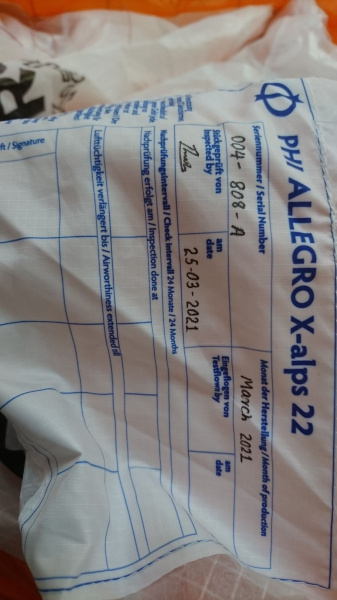 PHI ALLEGRO X-alps 22
Seriennummer / Serial Number
004-808-A
Monat der Herstellung / Month of production
March 2021
Stückgeprüft von
Inspected by
am
date
25-03-2021
Eingeflogen von
Testflown by
am
date
Nachprüfungsintervall / Check Intervall 24 Monate / 24 Months
Nachprüfung erfolgt am / Inspection done at
Lufttüchtigkeit verlängert bis / Airworthiness extended till
/ Signature